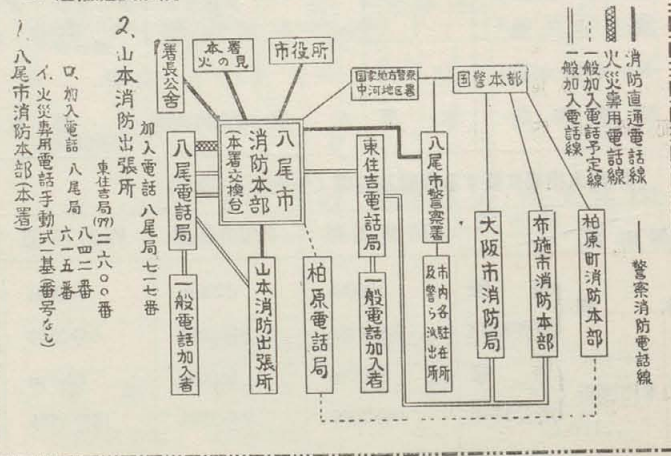 消防直通電話線
火災専用電話線
一般加入電話予定線
一般加入電話線
警察消防電話線
市役所
本署
火の見
署長公舎
国家地方警察
中河地区署
国警本部
八尾市
消防本部
(本署交換台)
八尾電話局
一般電話加入者
山本消防出張所
柏原電話局
東住吉電話局
一般電話加入者
八尾市警察署
市内各駐在所
及警ら派出所
大阪市消防局
布施市消防本部
柏原町消防本部
1. 八尾市消防本部(本署)
イ. 火災専用電話手動式一基(番号なし)
ロ. 加入電話 八尾局 六一五番
八四二番
東住吉局(97)二六〇〇〇番
2. 山本消防出張所
加入電話 八尾局七一七番